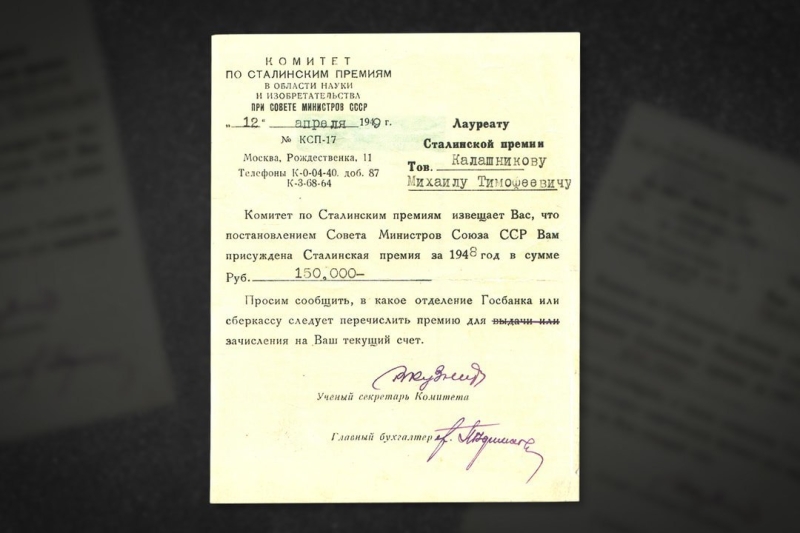 КОМИТЕТ
ПО СТАЛИНСКИМ ПРЕМИЯМ
В ОБЛАСТИ НАУКИ
И ИЗОБРЕТАТЕЛЬСТВА
ПРИ СОВЕТЕ МИНИСТРОВ СССР
„12“ апреля 1949 г.
№ КСП-17
Москва, Рождественка, 11
Телефоны К-0-04-40. доб. 87
К-3-68-64
Лауреату
Сталинской премии
Тов. Калашникову
Михаилу Тимофеевичу
Комитет по Сталинским премиям извещает Вас, что
постановлением Совета Министров Союза ССР Вам
присуждена Сталинская премия за 1948 год в сумме
Руб. 150.000—
Просим сообщить, в какое отделение Госбанка или
сберкассу следует перечислить премию для выдачи или
зачисления на Ваш текущий счет.
Ученый секретарь Комитета
Главный бухгалтер